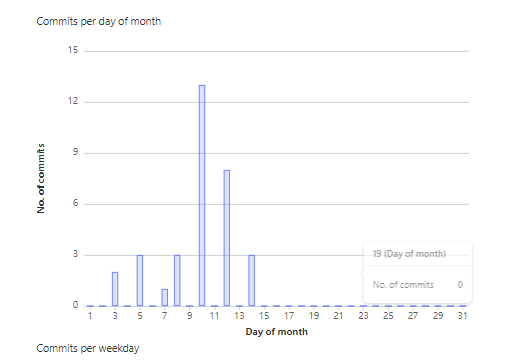 Commits per day of month
15
12
9
6
3
0
No. of commits
19 (Day of month)
No. of commits 0
1 3 5 7 9 11 13 15 17 19 21 23 25 27 29 31
Day of month
Commits per weekday